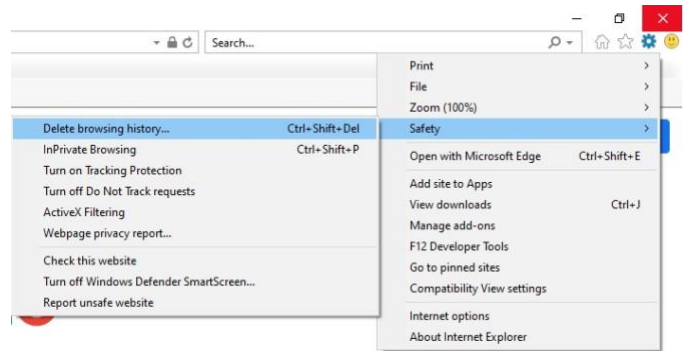 Search...
Print
File
Zoom (100%)
Safety
Open with Microsoft Edge Ctrl+Shift+E
Add site to Apps
View downloads Ctrl+J
Manage add-ons
F12 Developer Tools
Go to pinned sites
Compatibility View settings
Internet options
About Internet Explorer
Delete browsing history... Ctrl+Shift+Del
InPrivate Browsing Ctrl+Shift+P
Turn on Tracking Protection
Turn off Do Not Track requests
ActiveX Filtering
Webpage privacy report...
Check this website
Turn off Windows Defender SmartScreen...
Report unsafe website